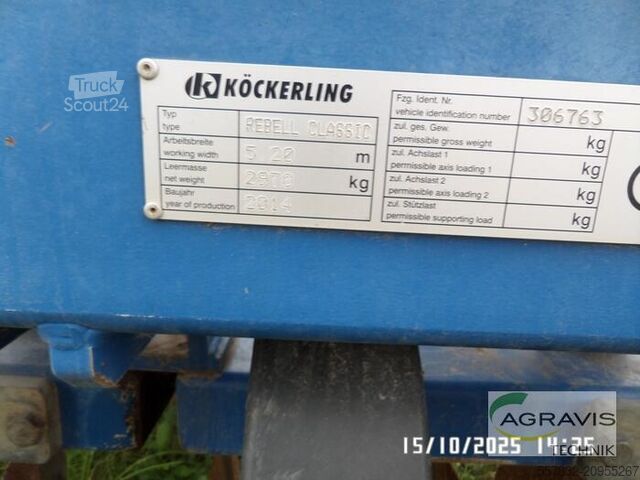 Truck
Scout24
KÖCKERLING
Typ
type
REBELL CLASSIC
Arbeitsbreite
working width
5,20 m
Leermasse
net weight
2970 kg
Baujahr
year of production
2014
Fzg. Ident. Nr.
vehicle identification number
306763
zul. ges. Gew.
permissible gross weight
kg
zul. Achslast 1
permissible axis loading 1
kg
zul. Achslast 2
permissible axis loading 2
kg
zul. Stützlast
permissible supporting load
kg
AGRAVIS
TECHNIK
15/10/2025 14:25